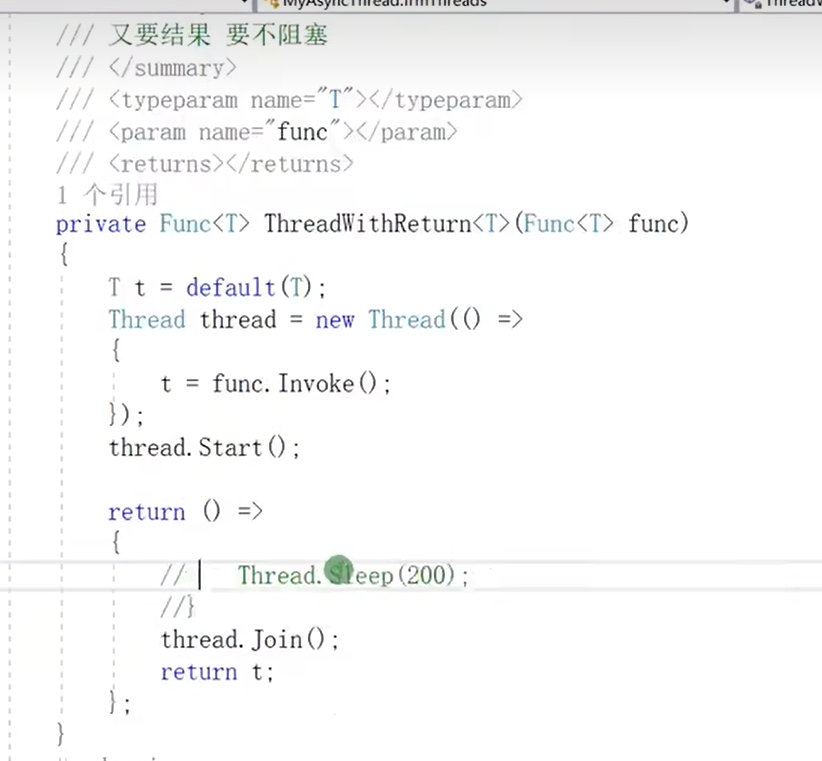 MyAsyncThread.frmThreads
/// 又要结果 要不阻塞
/// </summary>
/// <typeparam name="T"></typeparam>
/// <param name="func"></param>
/// <returns></returns>
1 个引用
private Func<T> ThreadWithReturn<T>(Func<T> func)
{
T t = default(T);
Thread thread = new Thread(() =>
{
t = func.Invoke();
});
thread.Start();
return () =>
{
// Thread.Sleep(200);
//}
thread.Join();
return t;
};
}